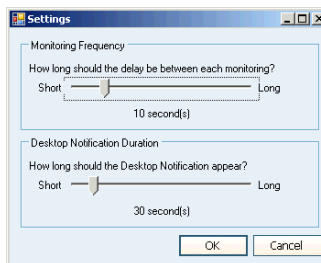 Settings
Monitoring Frequency
How long should the delay be between each monitoring?
Short Long
10 second(s)
Desktop Notification Duration
How long should the Desktop Notification appear?
Short Long
30 second(s)
OK Cancel